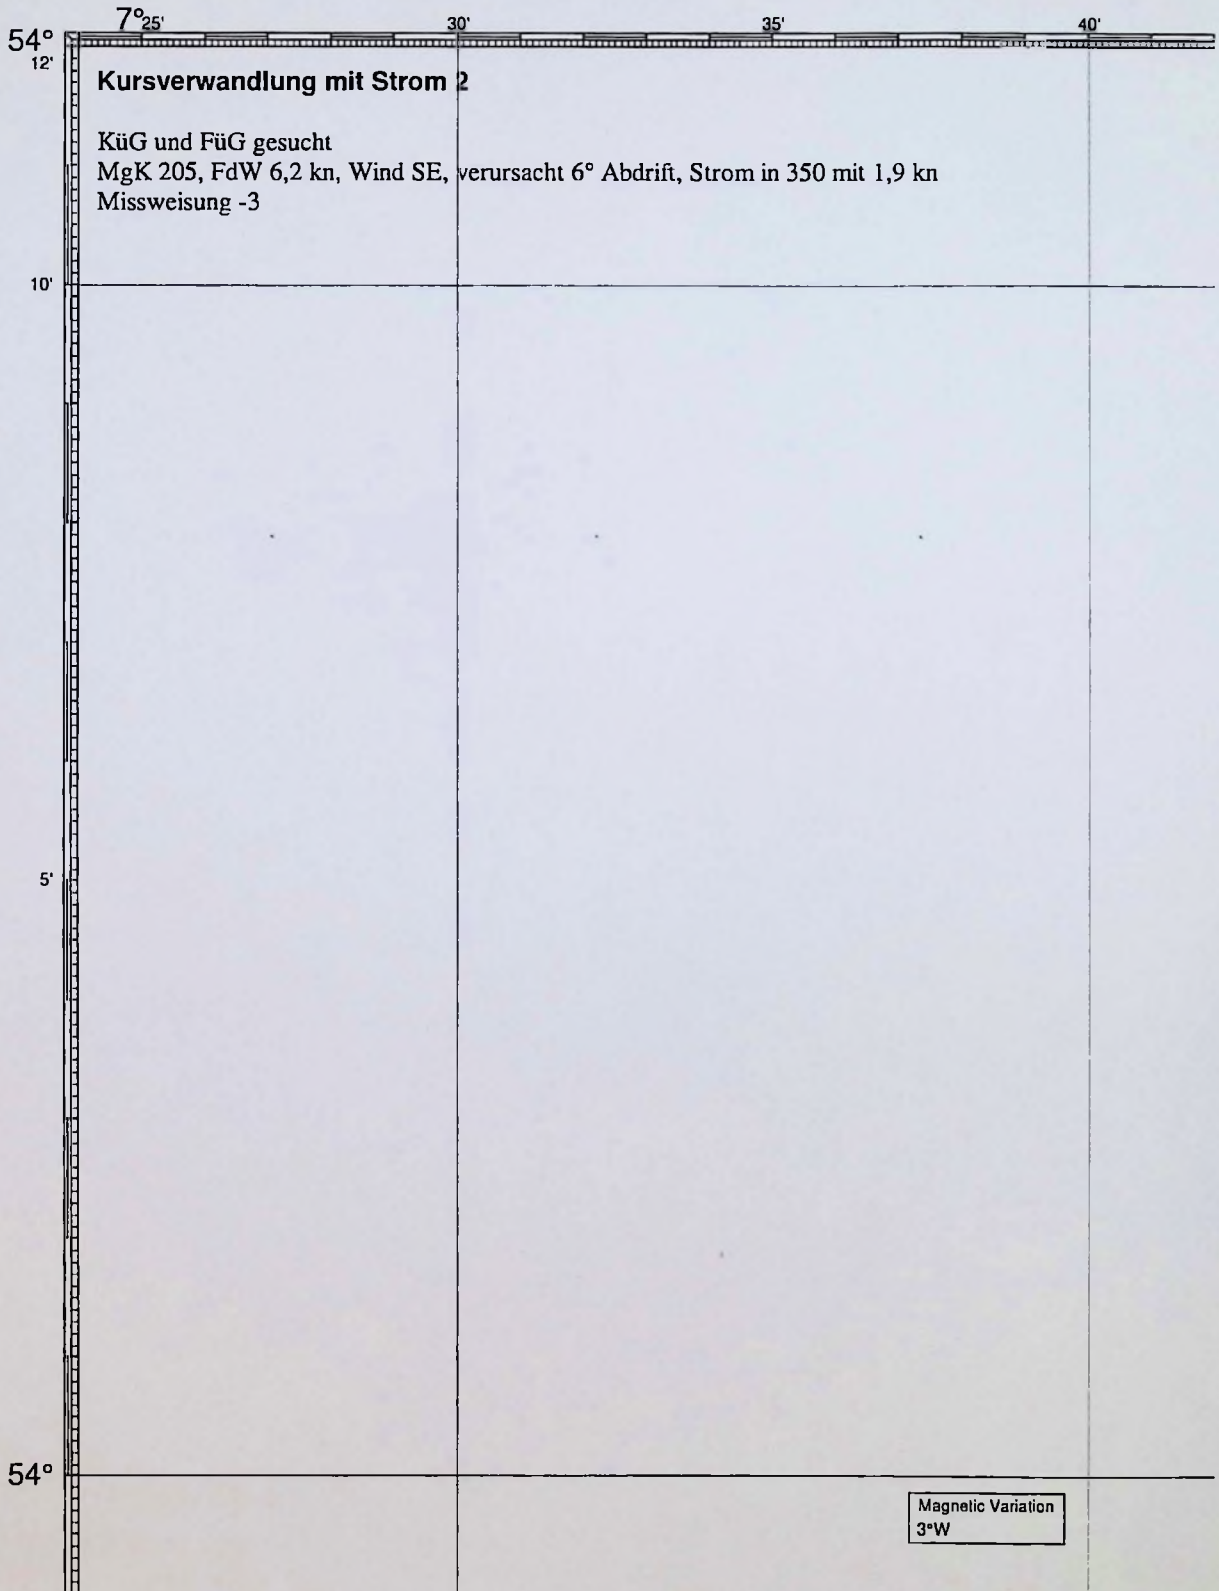 7°25' 30' 35' 40'
54°
12'
Kursverwandlung mit Strom 2
KüG und FüG gesucht
MgK 205, FdW 6,2 kn, Wind SE, verursacht 6° Abdrift, Strom in 350 mit 1,9 kn
Missweisung -3
10'
5'
54°
Magnetic Variation
3°W